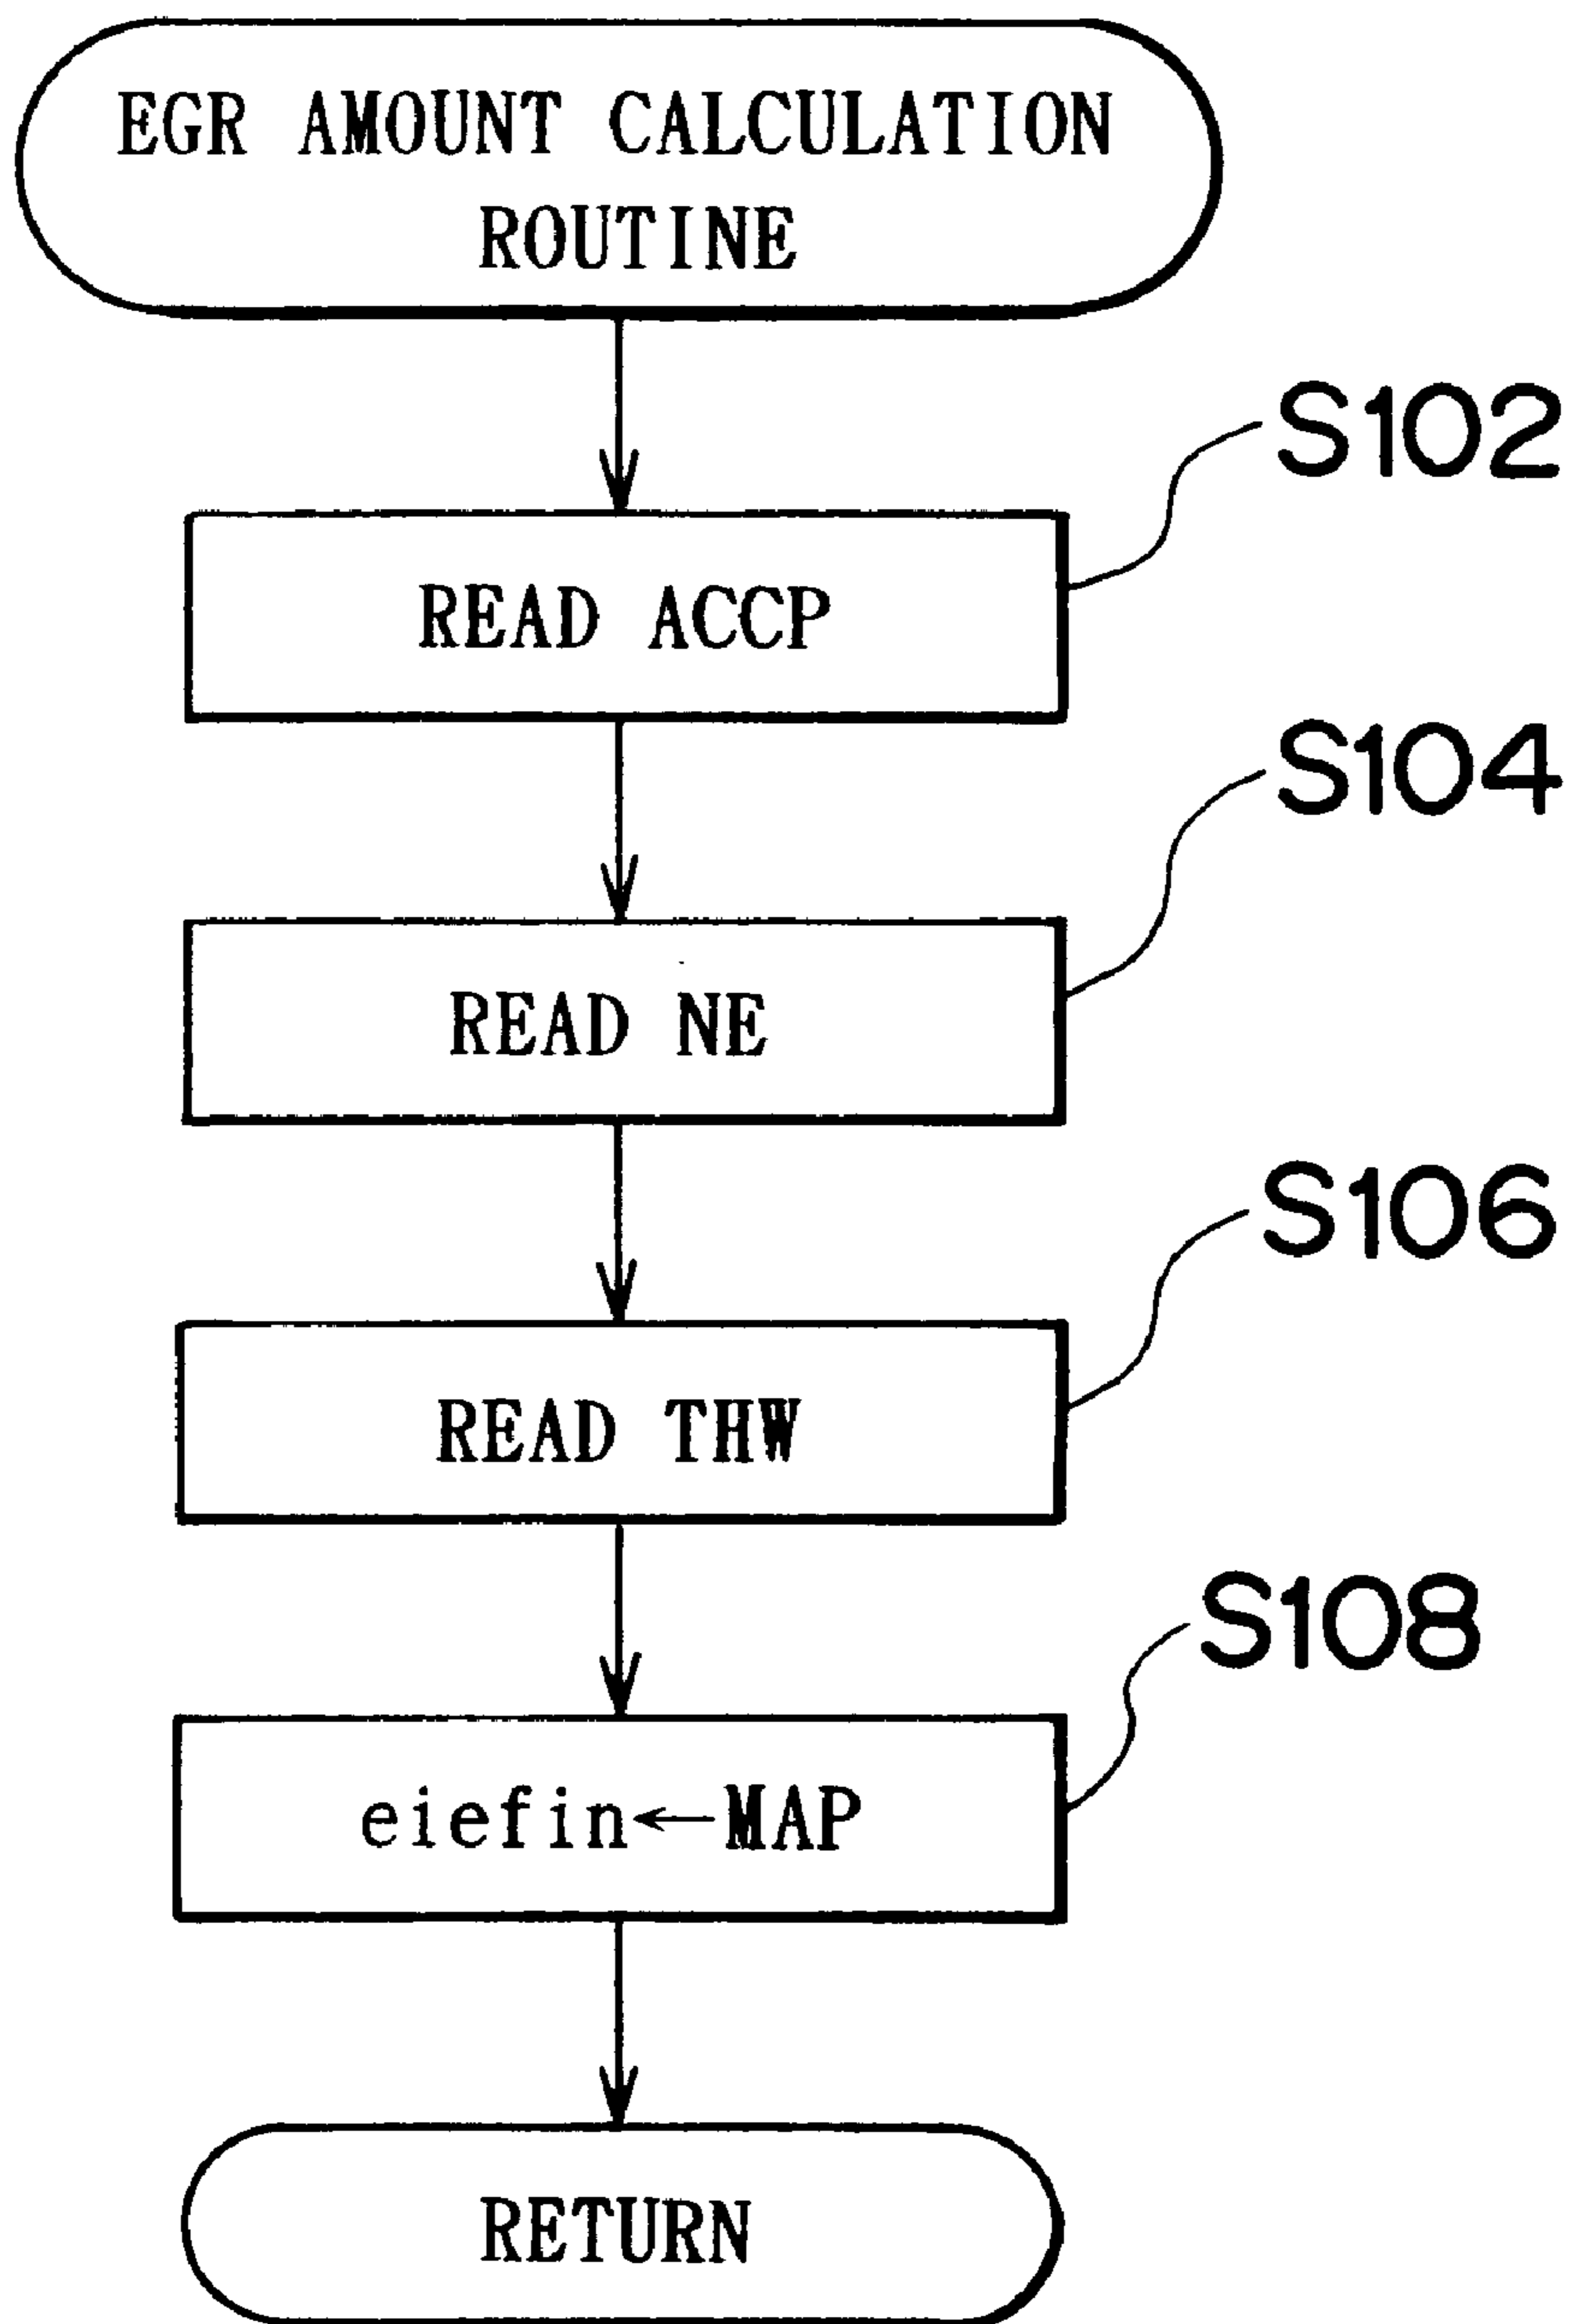 EGR AMOUNT CALCULATION
ROUTINE
S102
READ ACCP
S104
READ NE
S106
READ THW
S108
eiefin←MAP
RETURN